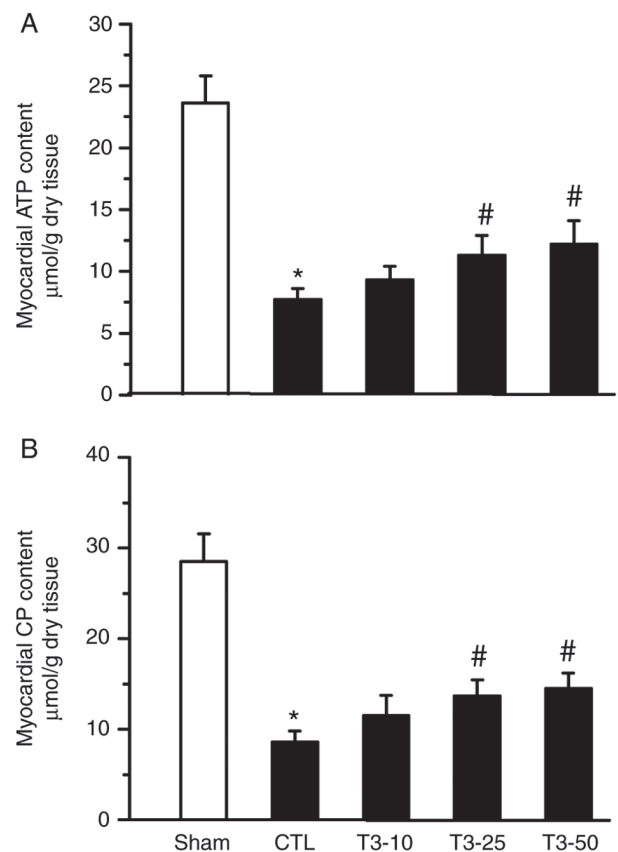 A
Myocardial ATP content
μmol/g dry tissue
30
25
20
15
10
5
0
*
#
#
B
Myocardial CP content
μmol/g dry tissue
40
30
20
10
0
*
#
#
Sham CTL T3-10 T3-25 T3-50